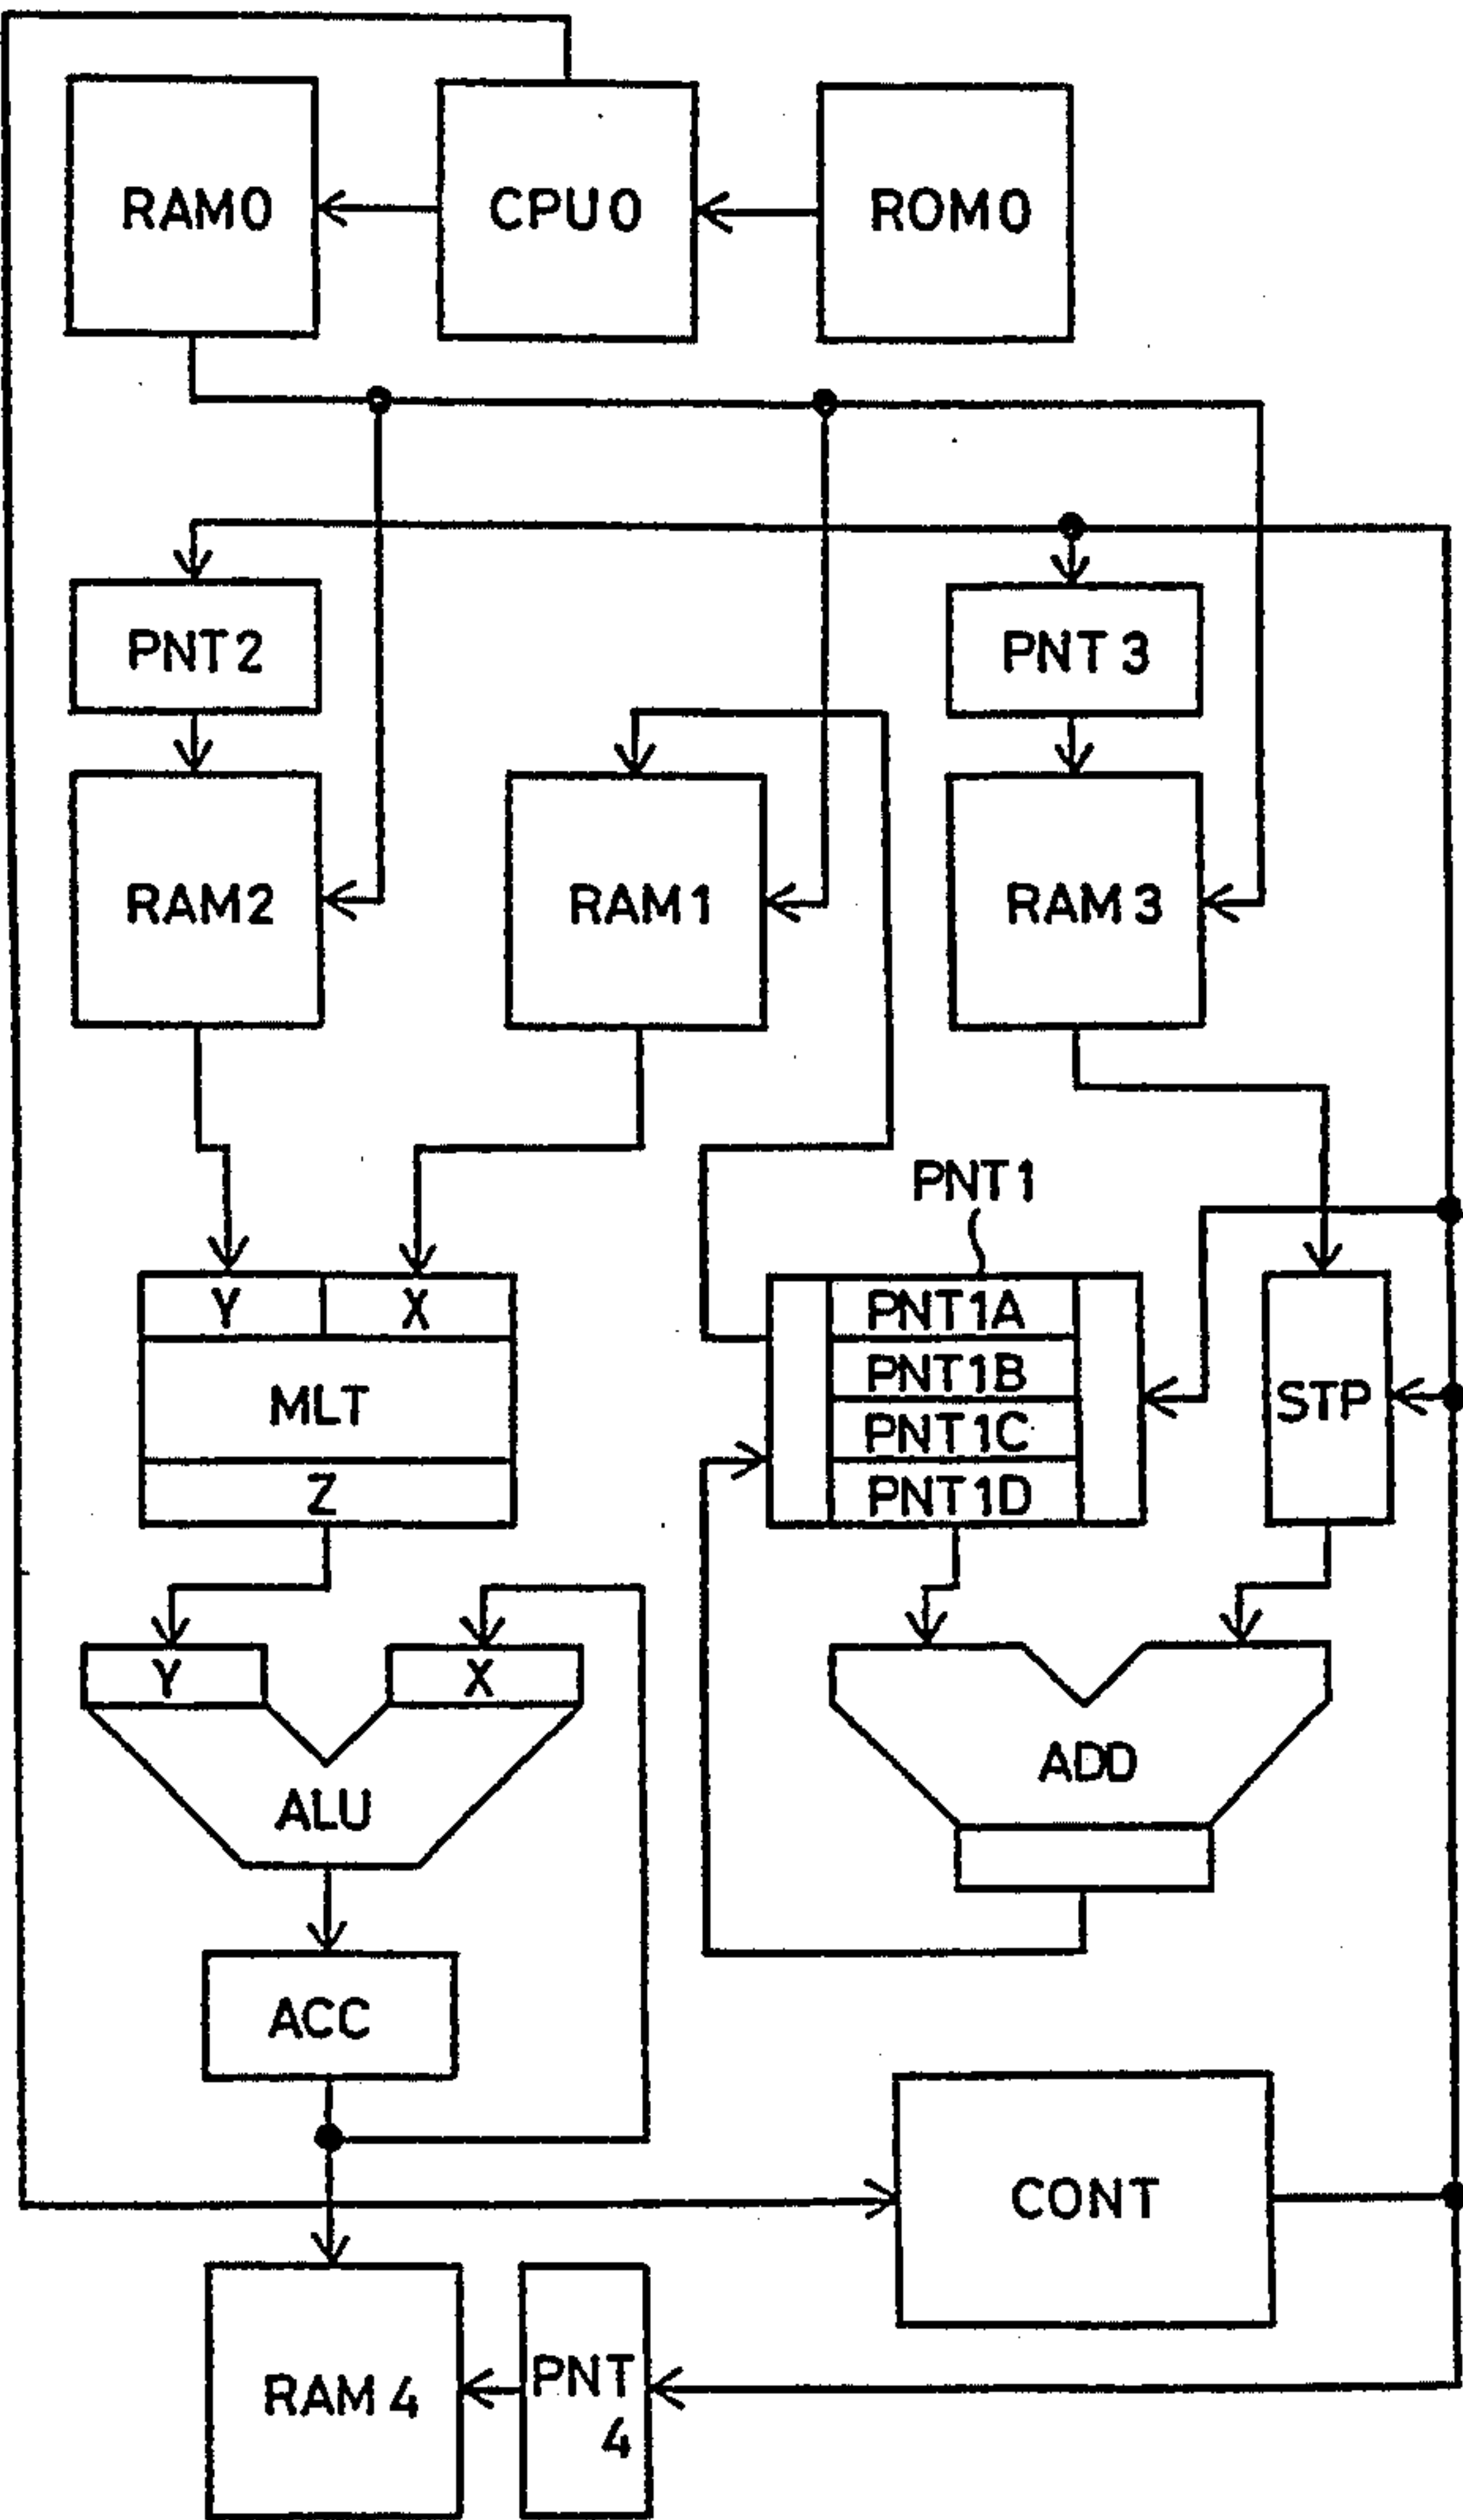 RAM0
CPU0
ROM0
PNT2
PNT3
RAM2
RAM1
RAM3
PNT1
Y
X
PNT1A
MLT
PNT1B
STP
PNT1C
Z
PNT1D
Y
X
ADD
ALU
ACC
CONT
RAM4
PNT
4